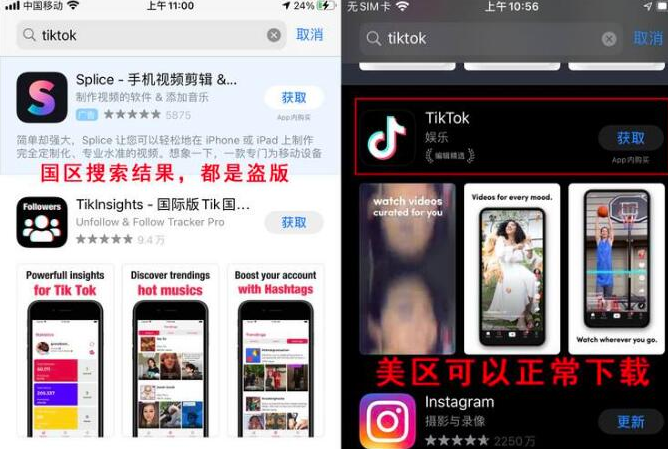 中国移动
上午 11:00
24%
tiktok
取消
Splice - 手机视频剪辑 &...
制作视频的软件 & 添加音乐
广告
5875
获取
App内购买
简单却强大，Splice 让您可以轻松地在 iPhone 或 iPad 上制作
完全定制化、专业水准的视频。想象一下，一款专门为移动设备
国区搜索结果，都是盗版
Followers
TikInsights - 国际版Tik国...
Unfollow & Follow Tracker Pro
9.4万
获取
Powerfull insights
for Tik Tok
Discover trendings
hot musics
Boost your account
with Hashtags
无SIM卡
上午 10:56
tiktok
取消
TikTok
娱乐
编辑精选
获取
App内购买
watch videos
curated for you
Videos for every mood.
Watch wherever you go.
美区可以正常下载
Instagram
摄影与录像
2250万
更新